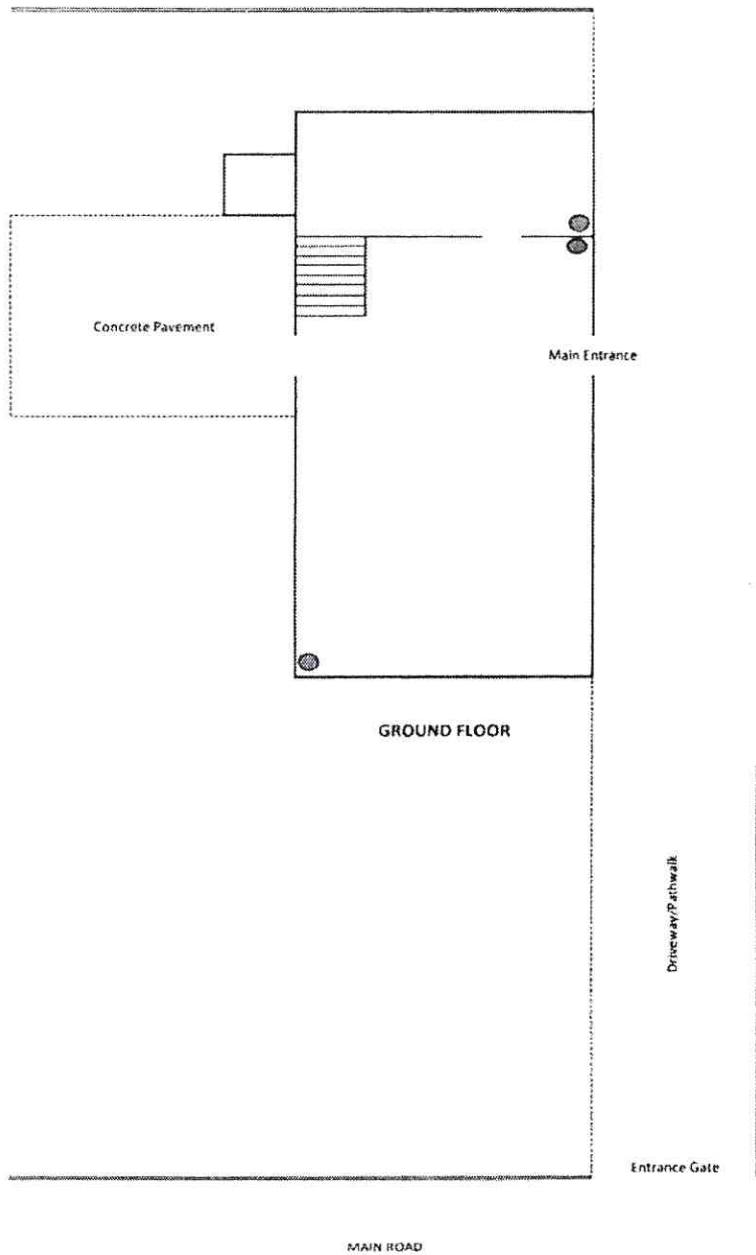 Concrete Pavement
Main Entrance
GROUND FLOOR
Driveway/Pathwalk
Entrance Gate
MAIN ROAD